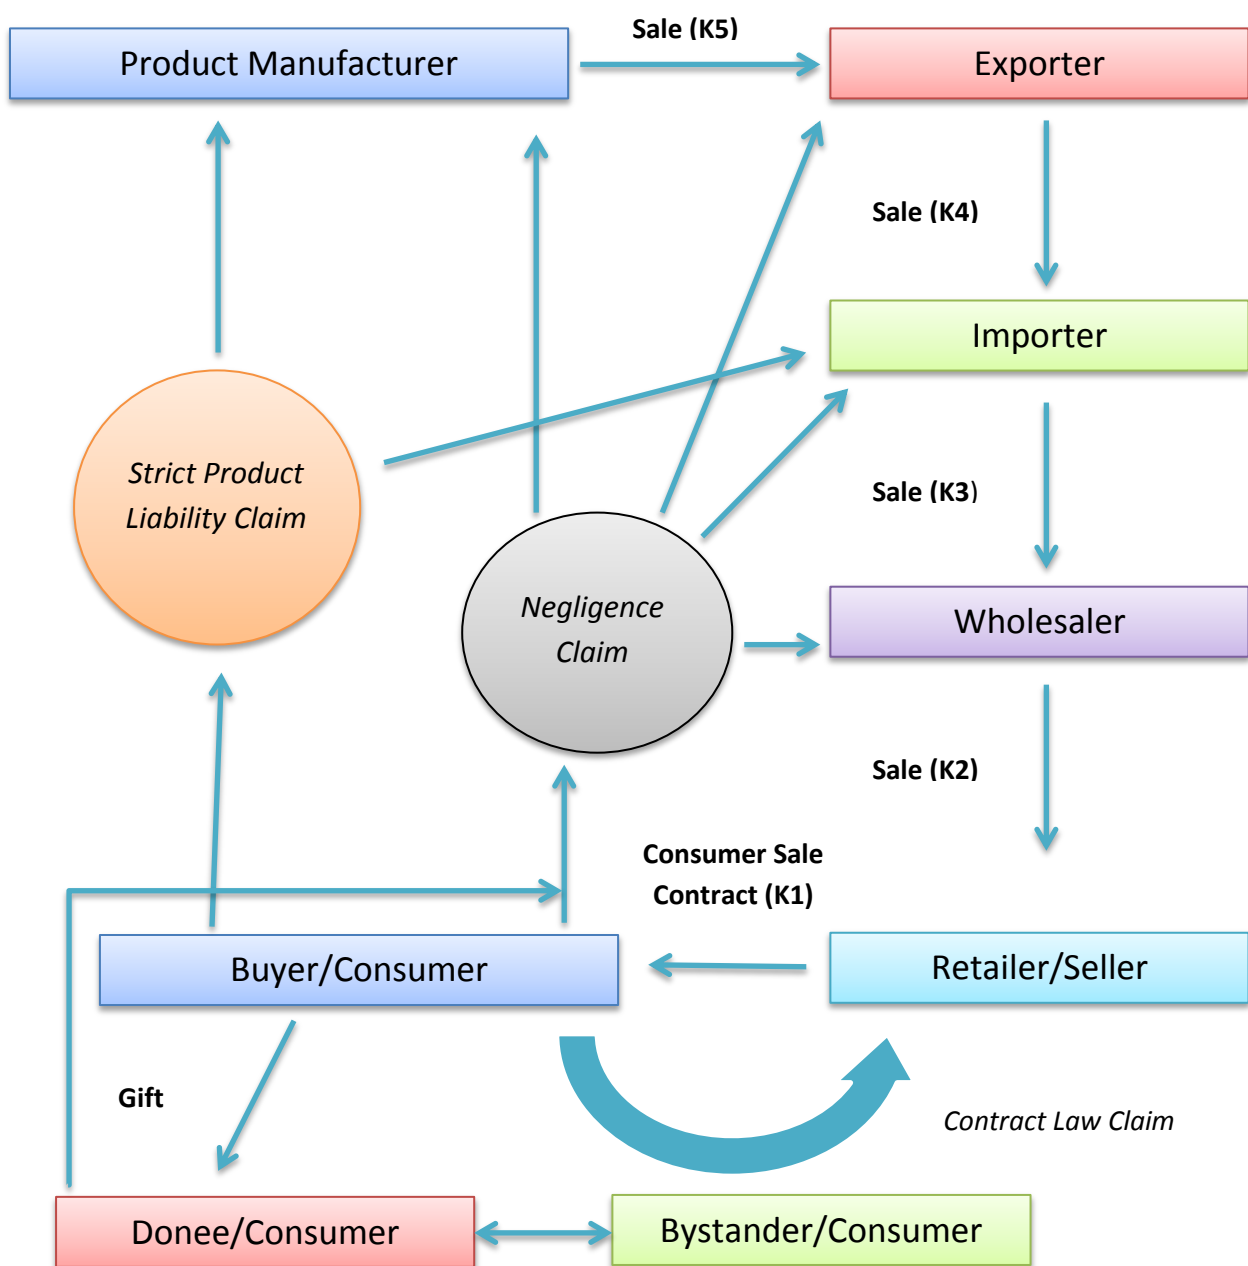 Sale (K5)
Product Manufacturer
Exporter
Sale (K4)
Importer
Strict Product
Liability Claim
Sale (K3)
Negligence
Claim
Wholesaler
Sale (K2)
Consumer Sale
Contract (K1)
Buyer/Consumer
Retailer/Seller
Gift
Contract Law Claim
Donee/Consumer
Bystander/Consumer